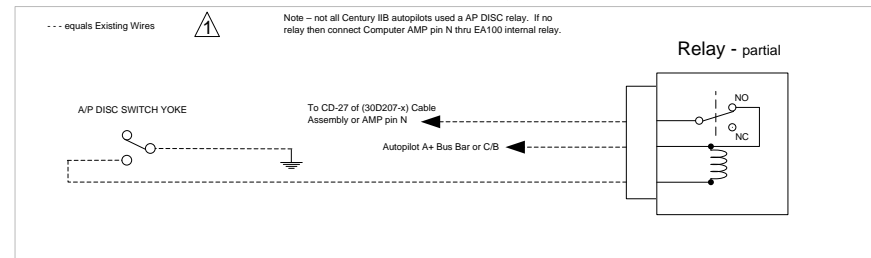 - - - equals Existing Wires
1
Note – not all Century IIB autopilots used a AP DISC relay. If no
relay then connect Computer AMP pin N thru EA100 internal relay.
Relay - partial
NO
NC
A/P DISC SWITCH YOKE
To CD-27 of (30D207-x) Cable
Assembly or AMP pin N
Autopilot A+ Bus Bar or C/B